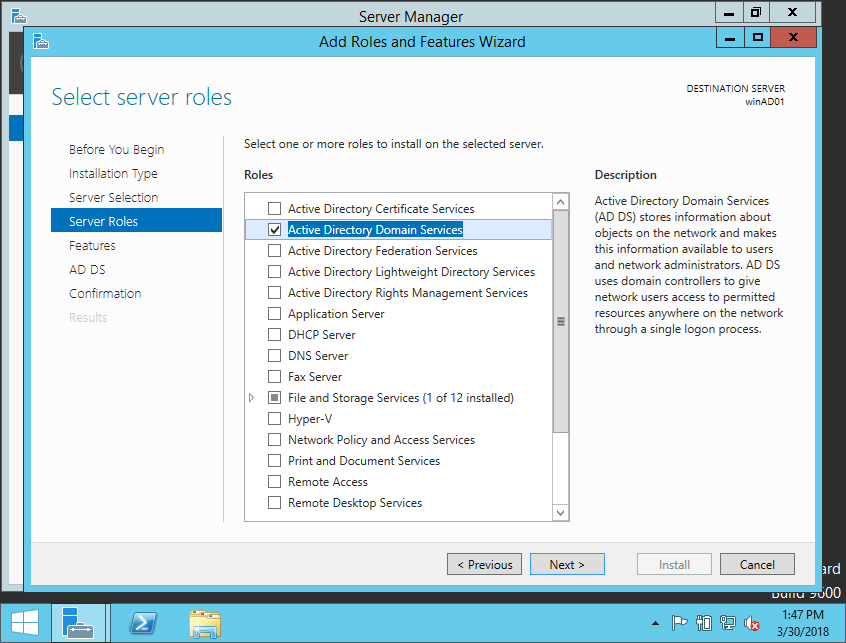 Server Manager
Add Roles and Features Wizard
Select server roles
DESTINATION SERVER
winAD01
Before You Begin
Installation Type
Server Selection
Server Roles
Features
AD DS
Confirmation
Results
Select one or more roles to install on the selected server.
Roles
Active Directory Certificate Services
Active Directory Domain Services
Active Directory Federation Services
Active Directory Lightweight Directory Services
Active Directory Rights Management Services
Application Server
DHCP Server
DNS Server
Fax Server
File and Storage Services (1 of 12 installed)
Hyper-V
Network Policy and Access Services
Print and Document Services
Remote Access
Remote Desktop Services
Description
Active Directory Domain Services
(AD DS) stores information about
objects on the network and makes
this information available to users
and network administrators. AD DS
uses domain controllers to give
network users access to permitted
resources anywhere on the network
through a single logon process.
< Previous
Next >
Install
Cancel
ard
Build 9600
1:47 PM
3/30/2018